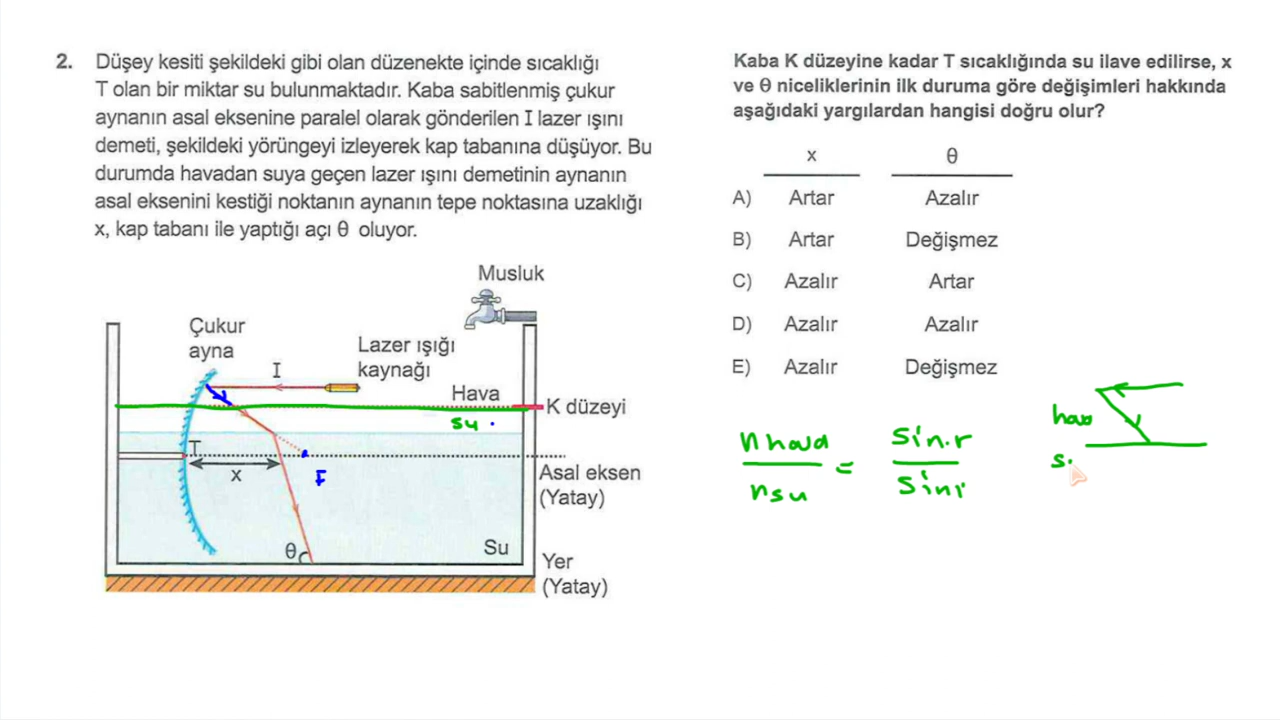 2. Düşey kesiti şekildeki gibi olan düzenekte içinde sıcaklığı
T olan bir miktar su bulunmaktadır. Kaba sabitlenmiş çukur
aynanın asal eksenine paralel olarak gönderilen I lazer ışını
demeti, şekildeki yörüngeyi izleyerek kap tabanına düşüyor. Bu
durumda havadan suya geçen lazer ışını demetinin aynanın
asal eksenini kestiği noktanın aynanın tepe noktasına uzaklığı
x, kap tabanı ile yaptığı açı θ oluyor.
Musluk
Çukur
ayna
I
Lazer ışığı
kaynağı
Hava
K düzeyi
su
T
x
F
Asal eksen
(Yatay)
θ
Su
Yer
(Yatay)
Kaba K düzeyine kadar T sıcaklığında su ilave edilirse, x
ve θ niceliklerinin ilk duruma göre değişimleri hakkında
aşağıdaki yargılardan hangisi doğru olur?
x θ
A) Artar Azalır
B) Artar Değişmez
C) Azalır Artar
D) Azalır Azalır
E) Azalır Değişmez
n hava / n su = sin.r / sin i
hava
s